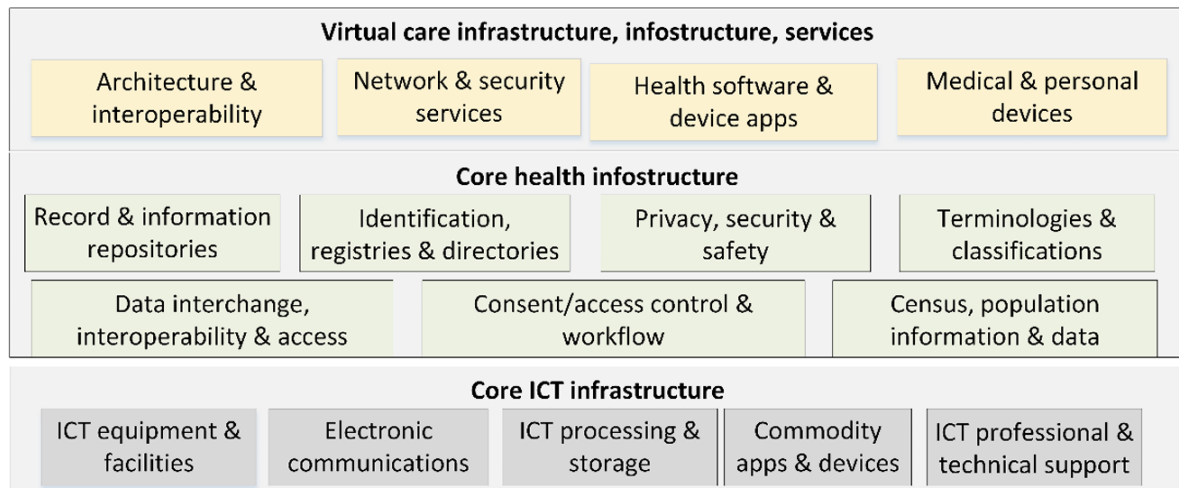 Virtual care infrastructure, infostructure, services
Architecture &
interoperability
Network & security
services
Health software &
device apps
Medical & personal
devices
Core health infostructure
Record & information
repositories
Identification,
registries & directories
Privacy, security &
safety
Terminologies &
classifications
Data interchange,
interoperability & access
Consent/access control &
workflow
Census, population
information & data
Core ICT infrastructure
ICT equipment &
facilities
Electronic
communications
ICT processing &
storage
Commodity
apps & devices
ICT professional &
technical support